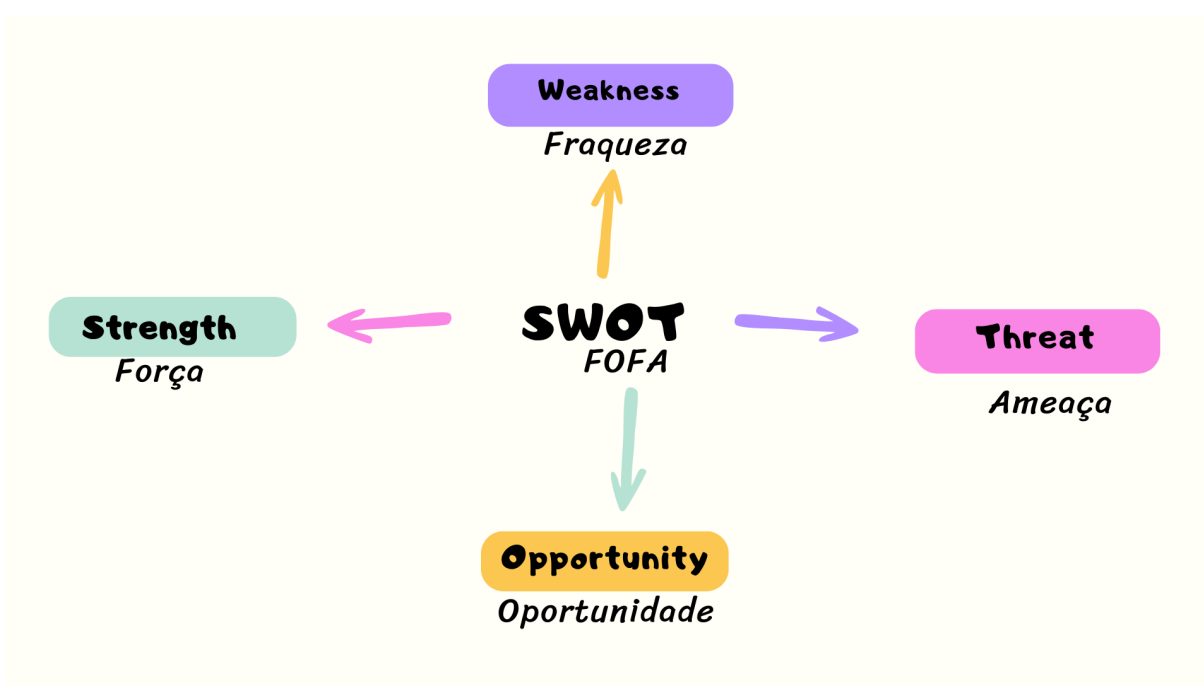 Weakness
Fraqueza
Strength
Força
SWOT
FOFA
Threat
Ameaça
Opportunity
Oportunidade